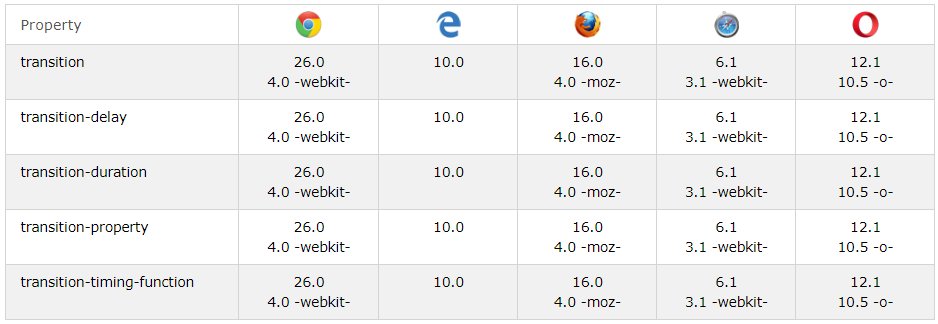 Property
transition 26.0 10.0 16.0 6.1 12.1
4.0 -webkit- 4.0 -moz- 3.1 -webkit- 10.5 -o-
transition-delay 26.0 10.0 16.0 6.1 12.1
4.0 -webkit- 4.0 -moz- 3.1 -webkit- 10.5 -o-
transition-duration 26.0 10.0 16.0 6.1 12.1
4.0 -webkit- 4.0 -moz- 3.1 -webkit- 10.5 -o-
transition-property 26.0 10.0 16.0 6.1 12.1
4.0 -webkit- 4.0 -moz- 3.1 -webkit- 10.5 -o-
transition-timing-function 26.0 10.0 16.0 6.1 12.1
4.0 -webkit- 4.0 -moz- 3.1 -webkit- 10.5 -o-